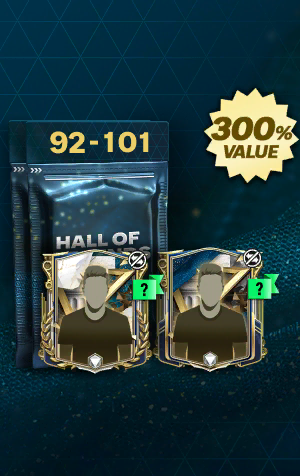 92-101
300%
VALUE
HALL OF
?
?